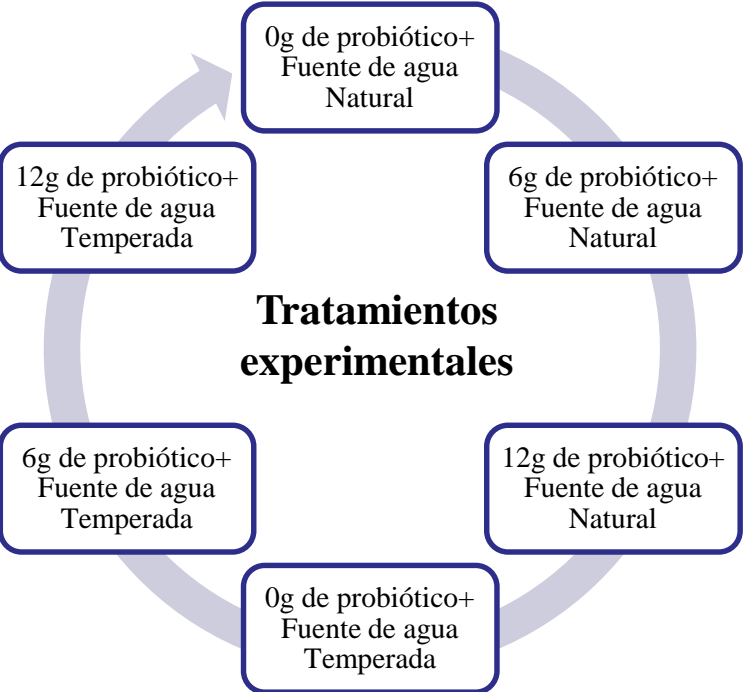 0g de probiótico+
Fuente de agua
Natural
6g de probiótico+
Fuente de agua
Natural
12g de probiótico+
Fuente de agua
Natural
0g de probiótico+
Fuente de agua
Temperada
6g de probiótico+
Fuente de agua
Temperada
12g de probiótico+
Fuente de agua
Temperada
Tratamientos
experimentales